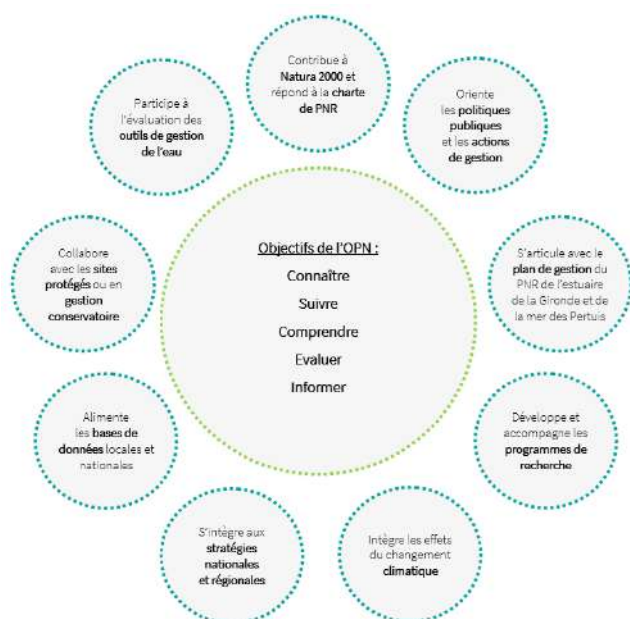 Contribue à
Natura 2000 et
répond à la charte
de PNR
Oriente
les politiques
publiques
et les actions
de gestion
S'articule avec le
plan de gestion du
PNR de l'estuaire
de la Gironde et de
la mer des Pertuis
Développe et
accompagne les
programmes de
recherche
Intègre les effets
du changement
climatique
S'intègre aux
stratégies
nationales
et régionales
Alimente
les bases de
données locales et
nationales
Collabore
avec les sites
protégés ou en
gestion
conservatoire
Participe à
l'évaluation des
outils de gestion
de l'eau
Objectifs de l'OPN :
Connaître
Suivre
Comprendre
Evaluer
Informer